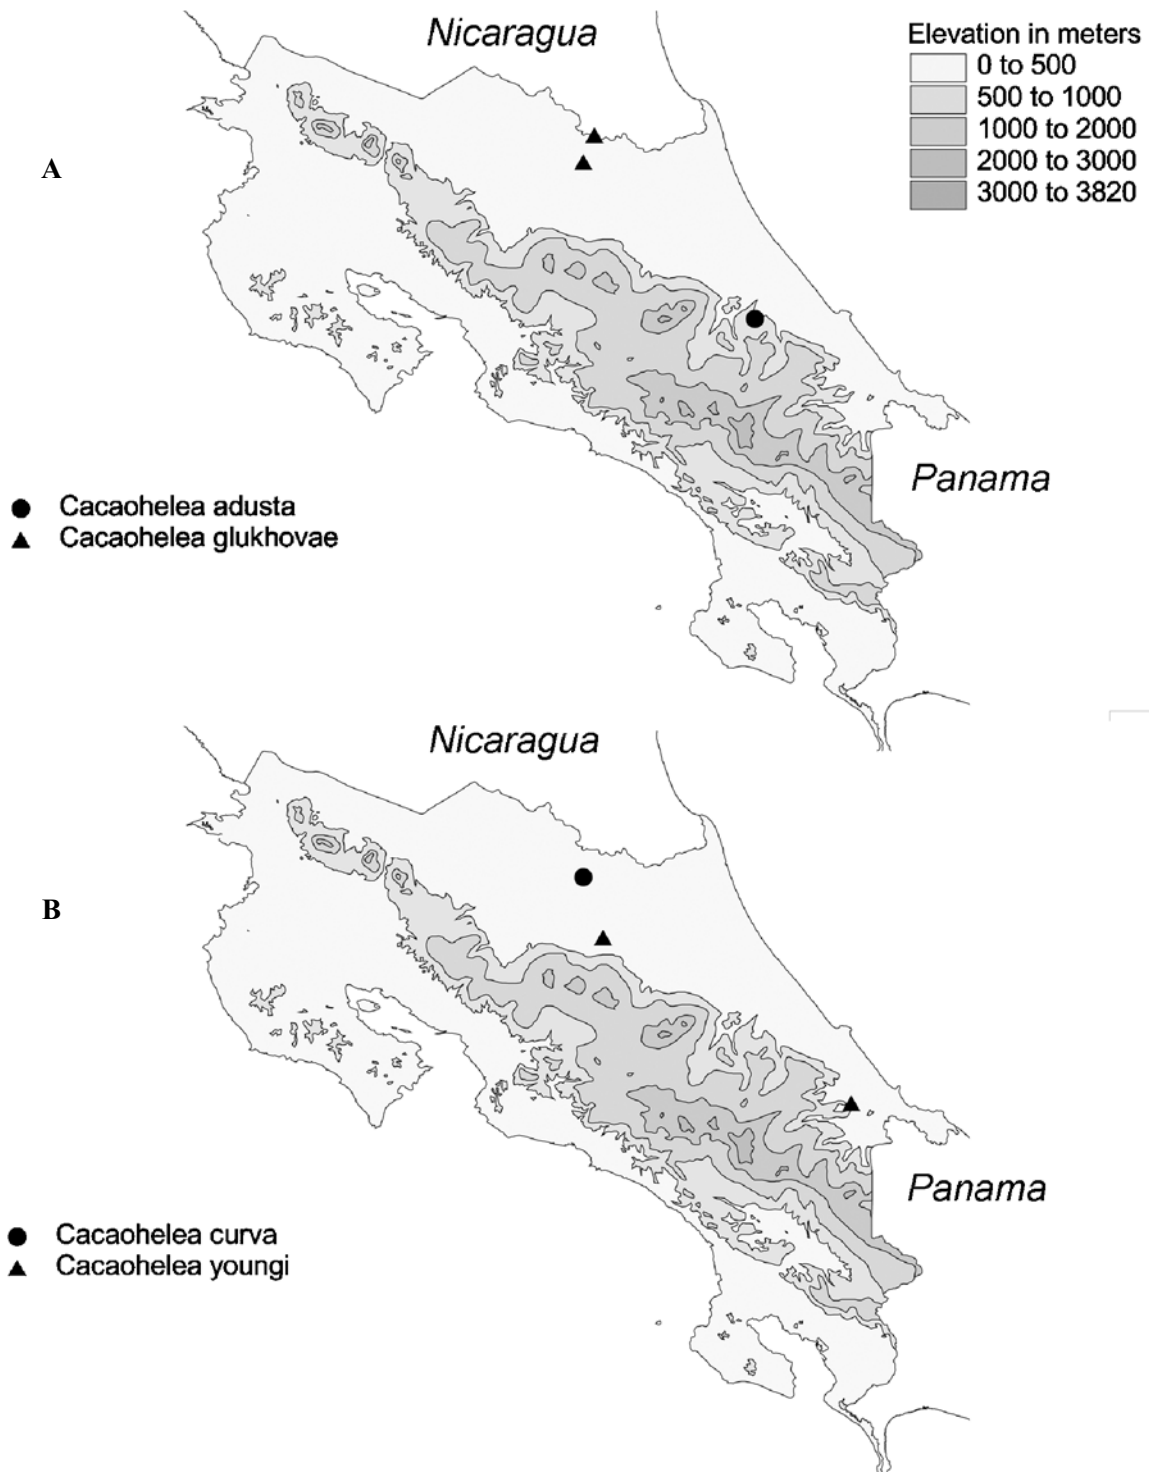 Nicaragua
Elevation in meters
0 to 500
500 to 1000
1000 to 2000
2000 to 3000
3000 to 3820
A
Panama
Cacaohelea adusta
Cacaohelea glukhovae
Nicaragua
B
Panama
Cacaohelea curva
Cacaohelea youngi